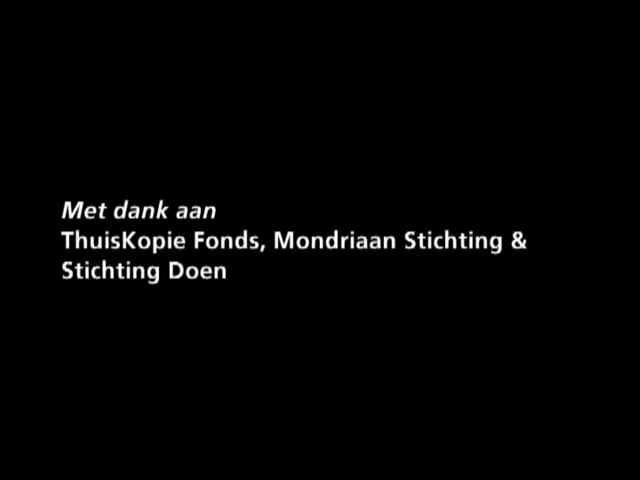 Met dank aan
ThuisKopie Fonds, Mondriaan Stichting &
Stichting Doen